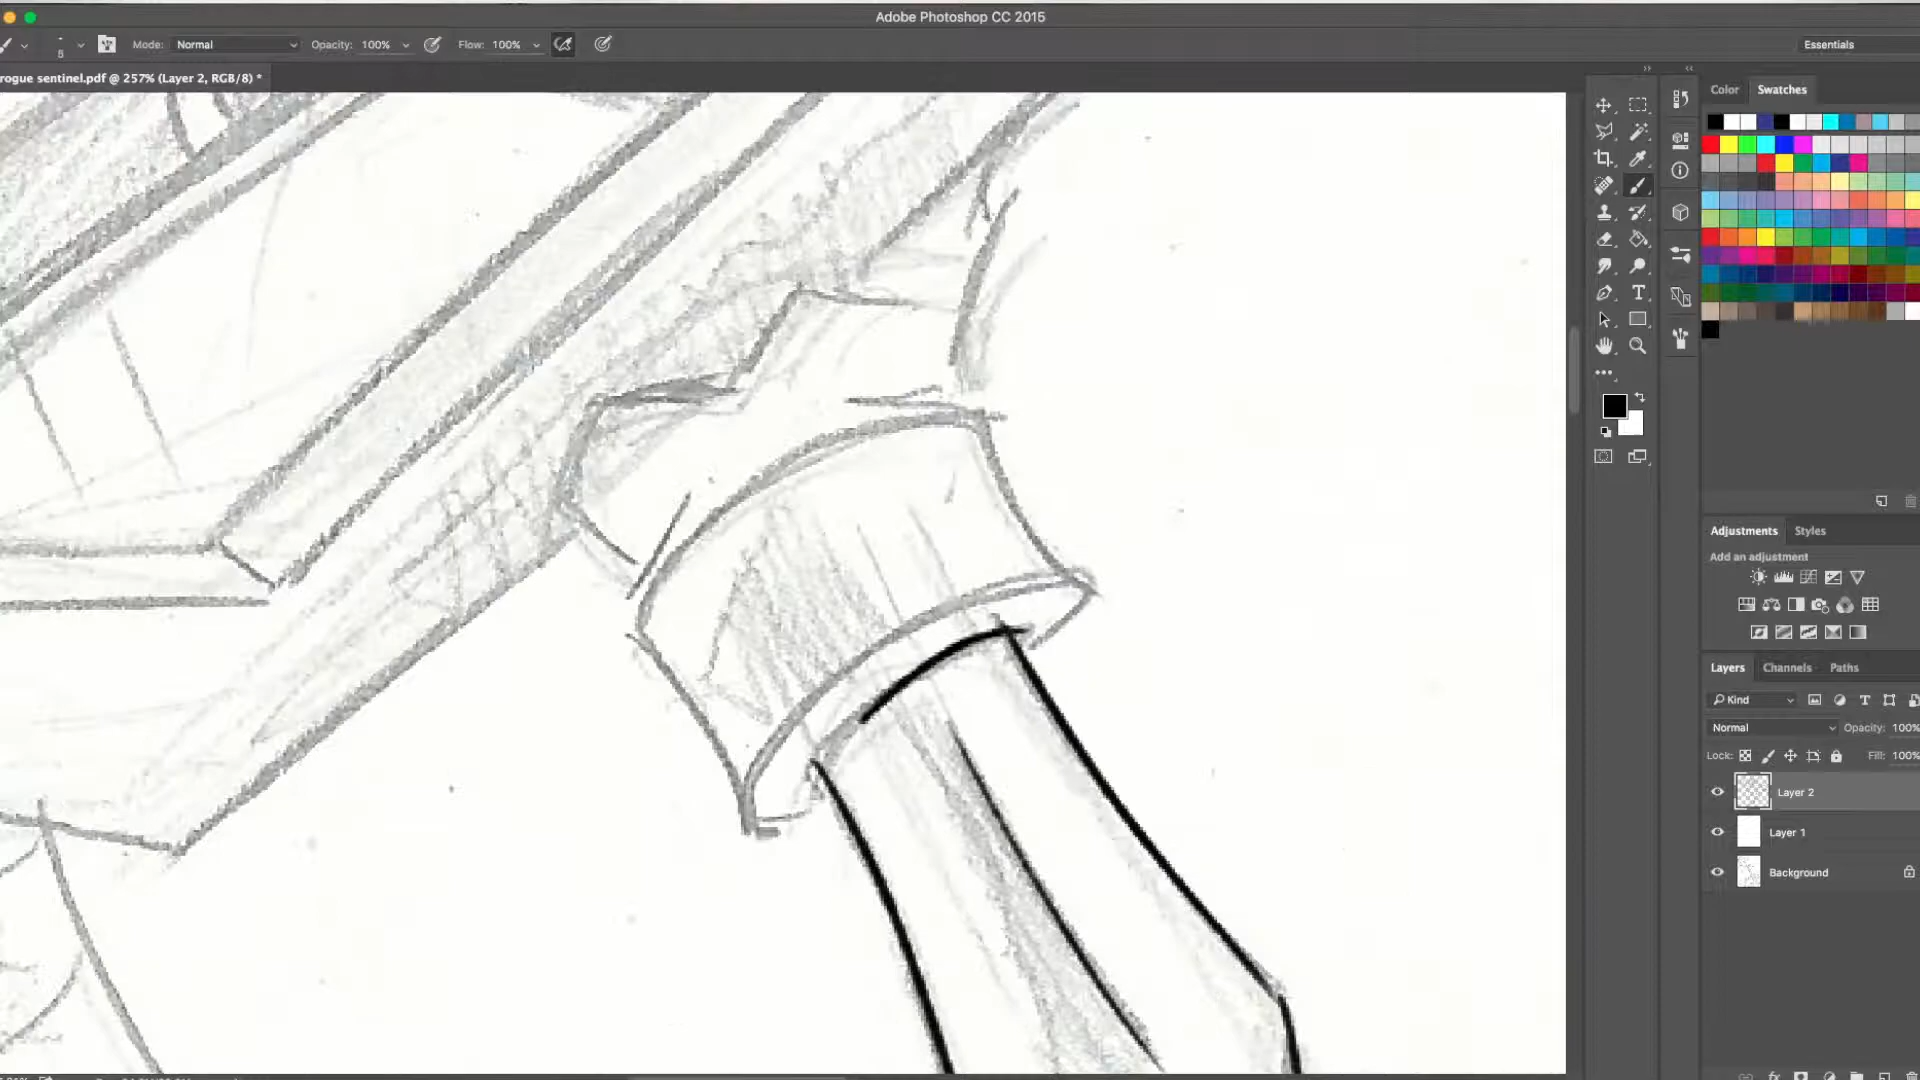 Adobe Photoshop CC 2015
Mode: Normal Opacity: 100% Flow: 100%
Essentials
rogue sentinel.pdf @ 257% (Layer 2, RGB/8) *
Color Swatches
Adjustments Styles
Add an adjustment
Layers Channels Paths
Kind
Normal Opacity: 100%
Lock: Fill: 100%
Layer 2
Layer 1
Background